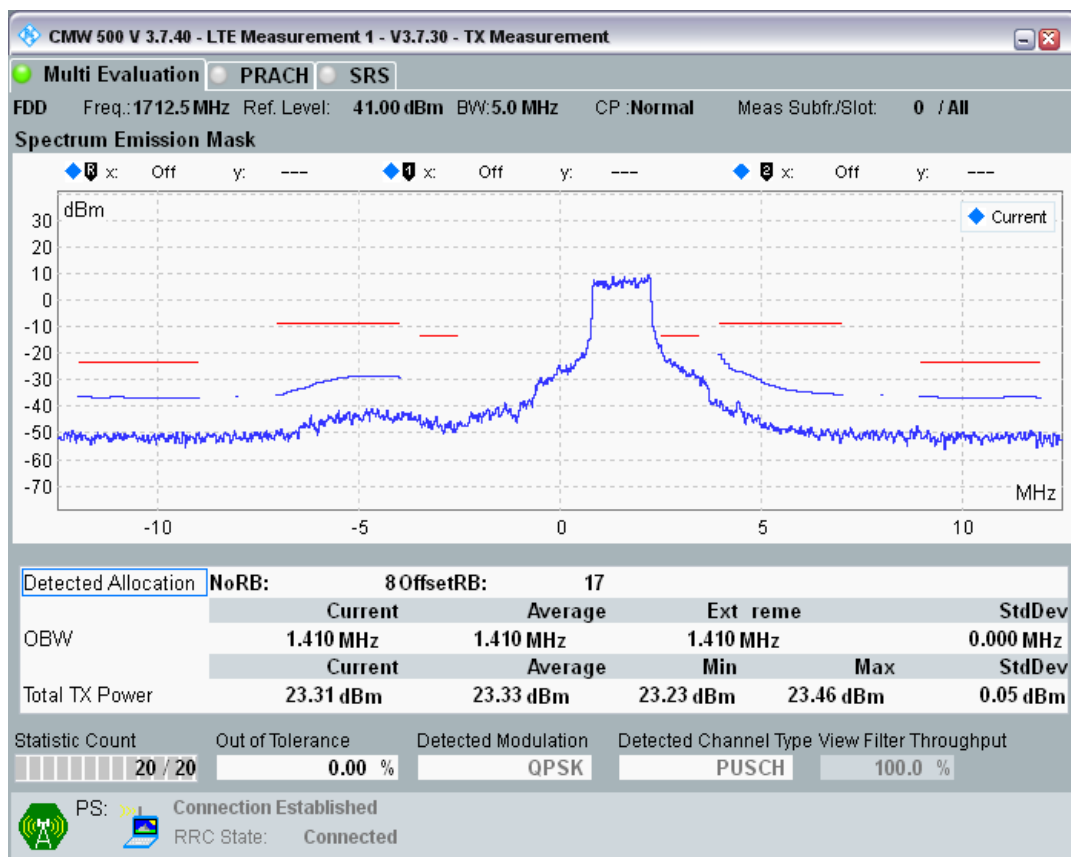 CMW 500 V 3.7.40 - LTE Measurement 1 - V3.7.30 - TX Measurement
Multi Evaluation PRACH SRS
FDD Freq.: 1712.5 MHz Ref. Level: 41.00 dBm BW: 5.0 MHz CP :Normal Meas Subfr./Slot: 0 / All
Spectrum Emission Mask
R x: Off y: --- 1 x: Off y: --- 2 x: Off y: ---
dBm
Current
30
20
10
0
-10
-20
-30
-40
-50
-60
-70
MHz
-10 -5 0 5 10
Detected Allocation NoRB: 8 OffsetRB: 17
Current Average Ext reme StdDev
OBW 1.410 MHz 1.410 MHz 1.410 MHz 0.000 MHz
Current Average Min Max StdDev
Total TX Power 23.31 dBm 23.33 dBm 23.23 dBm 23.46 dBm 0.05 dBm
Statistic Count Out of Tolerance Detected Modulation Detected Channel Type View Filter Throughput
20 / 20 0.00 % QPSK PUSCH 100.0 %
PS: Connection Established
RRC State: Connected